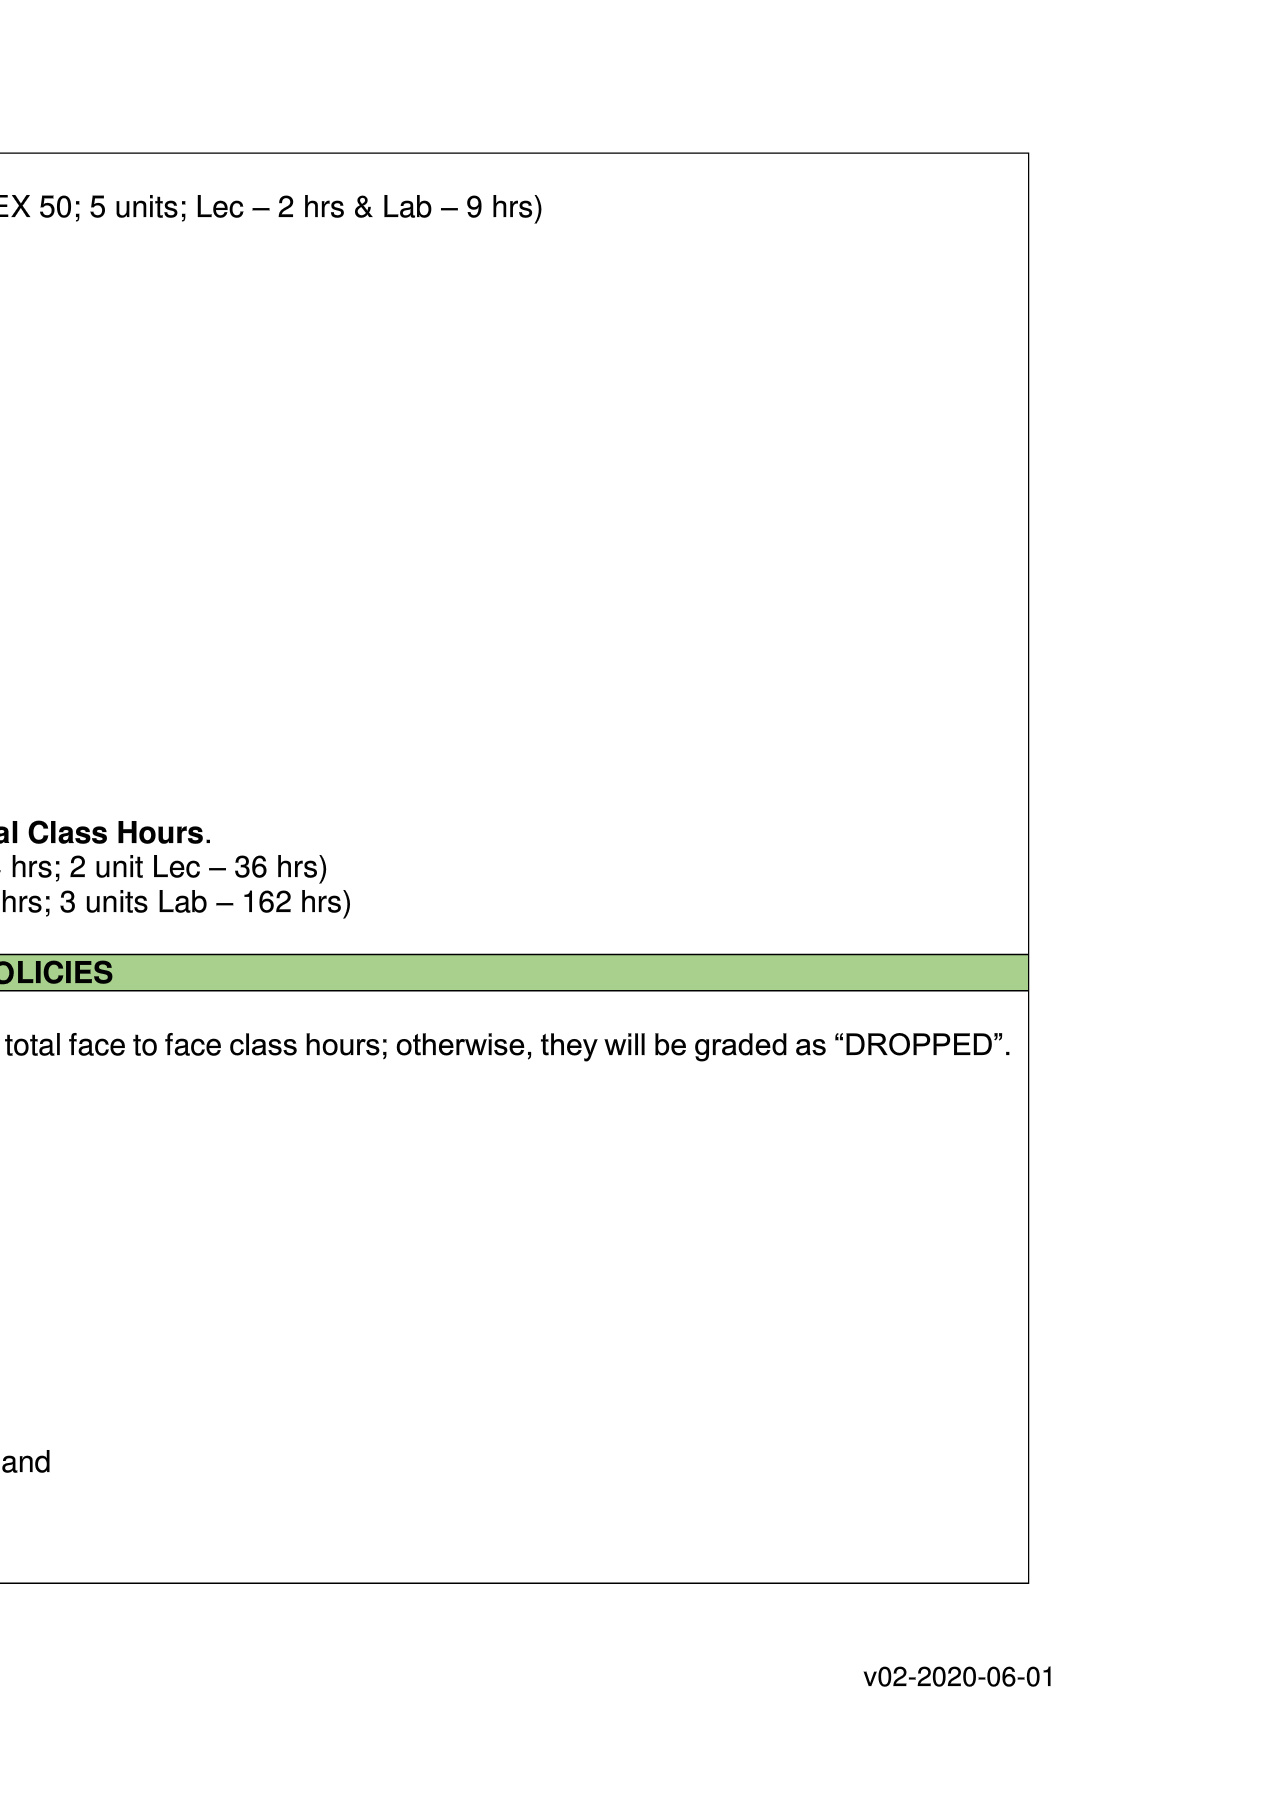 EX 50; 5 units; Lec – 2 hrs & Lab – 9 hrs)
al Class Hours.
hrs; 2 unit Lec – 36 hrs)
hrs; 3 units Lab – 162 hrs)
OLICIES
total face to face class hours; otherwise, they will be graded as “DROPPED”.
and
v02-2020-06-01